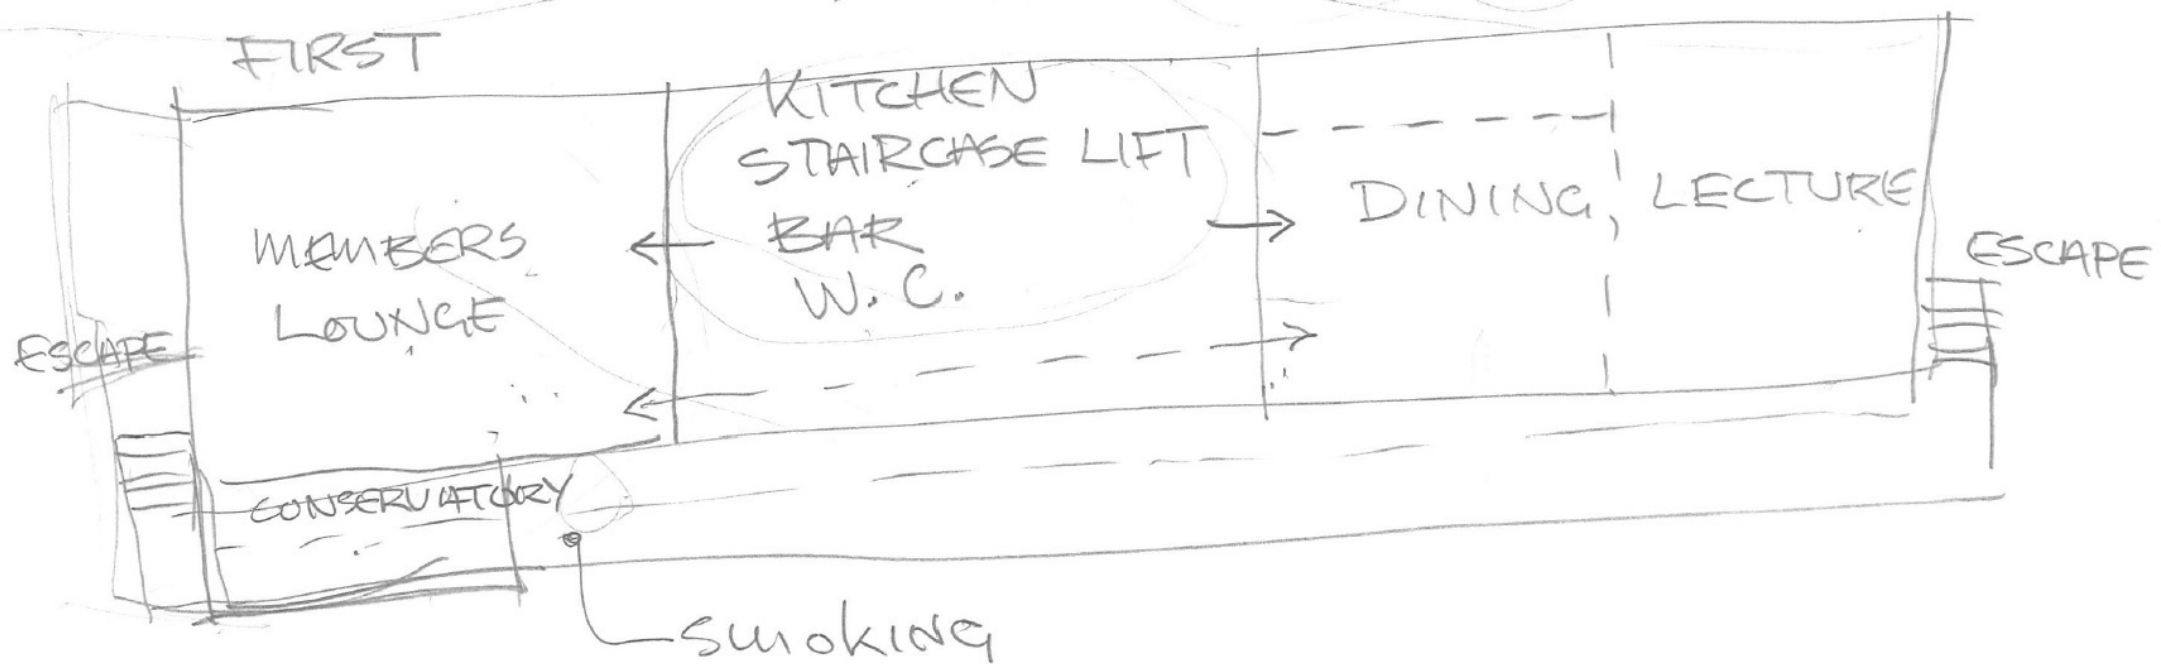 FIRST
KITCHEN
STAIRCASE LIFT
BAR
W.C.
MEMBERS
LOUNGE
DINING, LECTURE
ESCAPE
ESCAPE
CONSERVATORY
SMOKING